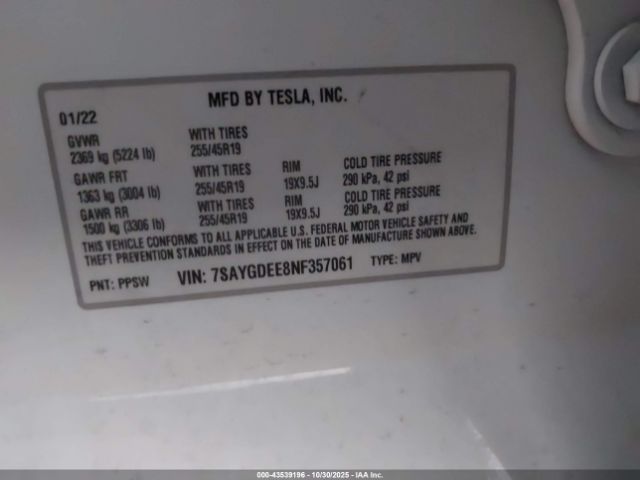 MFD BY TESLA, INC.
01/22
GVWR WITH TIRES
2369 kg (5224 lb) 255/45R19
GAWR FRT WITH TIRES RIM COLD TIRE PRESSURE
1363 kg (3004 lb) 255/45R19 19X9.5J 290 kPa, 42 psi
GAWR RR WITH TIRES RIM COLD TIRE PRESSURE
1500 kg (3306 lb) 255/45R19 19X9.5J 290 kPa, 42 psi
THIS VEHICLE CONFORMS TO ALL APPLICABLE U.S. FEDERAL MOTOR VEHICLE SAFETY AND
THEFT PREVENTION STANDARDS IN EFFECT ON THE DATE OF MANUFACTURE SHOWN ABOVE.
PNT: PPSW VIN: 7SAYGDEE8NF357061 TYPE: MPV
000-43539196 - 10/30/2025 - IAA Inc.